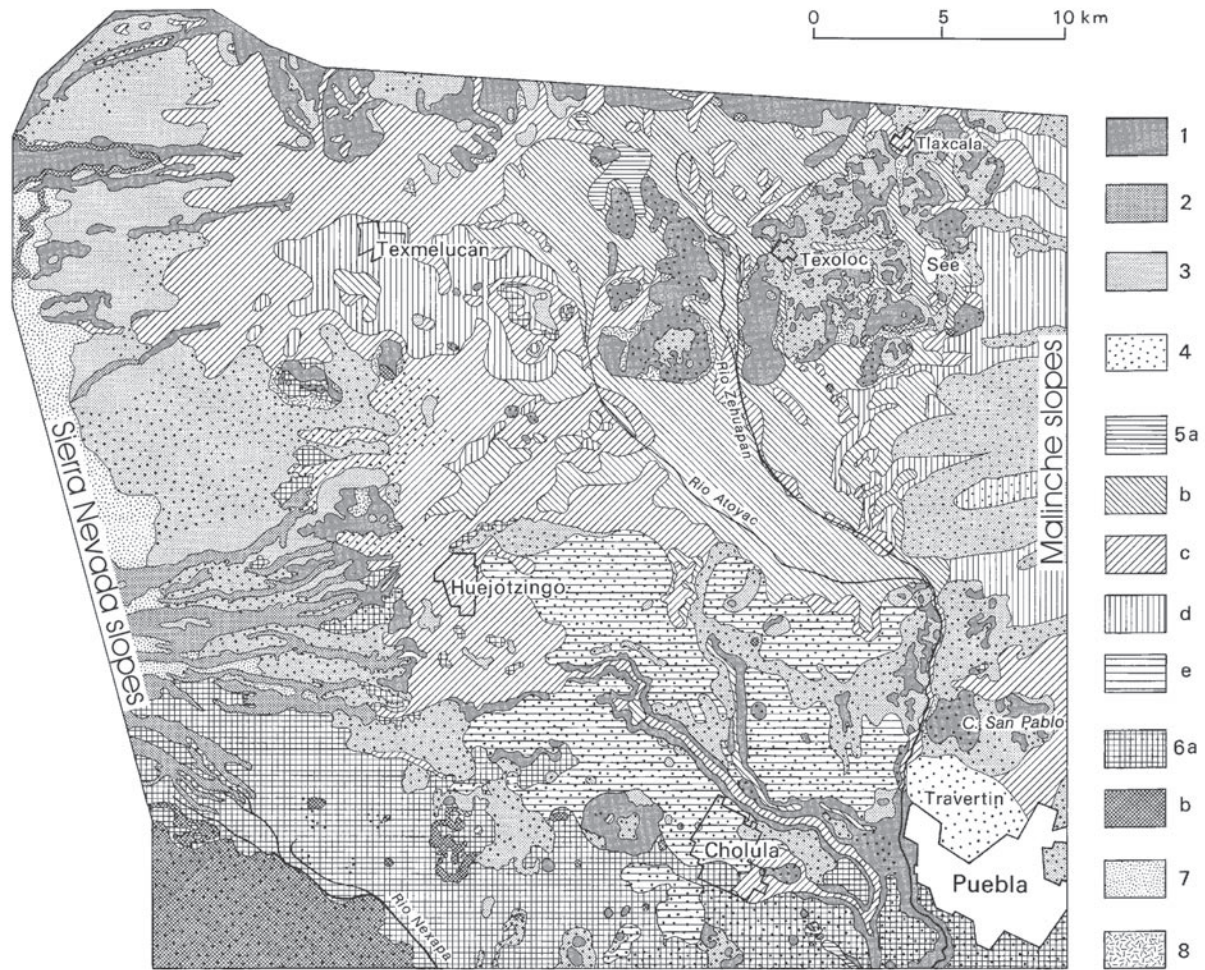 0 5 10 km
1
Tlaxcala
2
Texmelucan
Texoloc
See
3
4
Río Zehuapan
Malinche slopes
5a
b
Sierra Nevada slopes
Río Atoyac
c
Huejotzingo
d
e
C. San Pablo
6a
Travertin
b
Cholula
Puebla
7
Río Nexapa
8